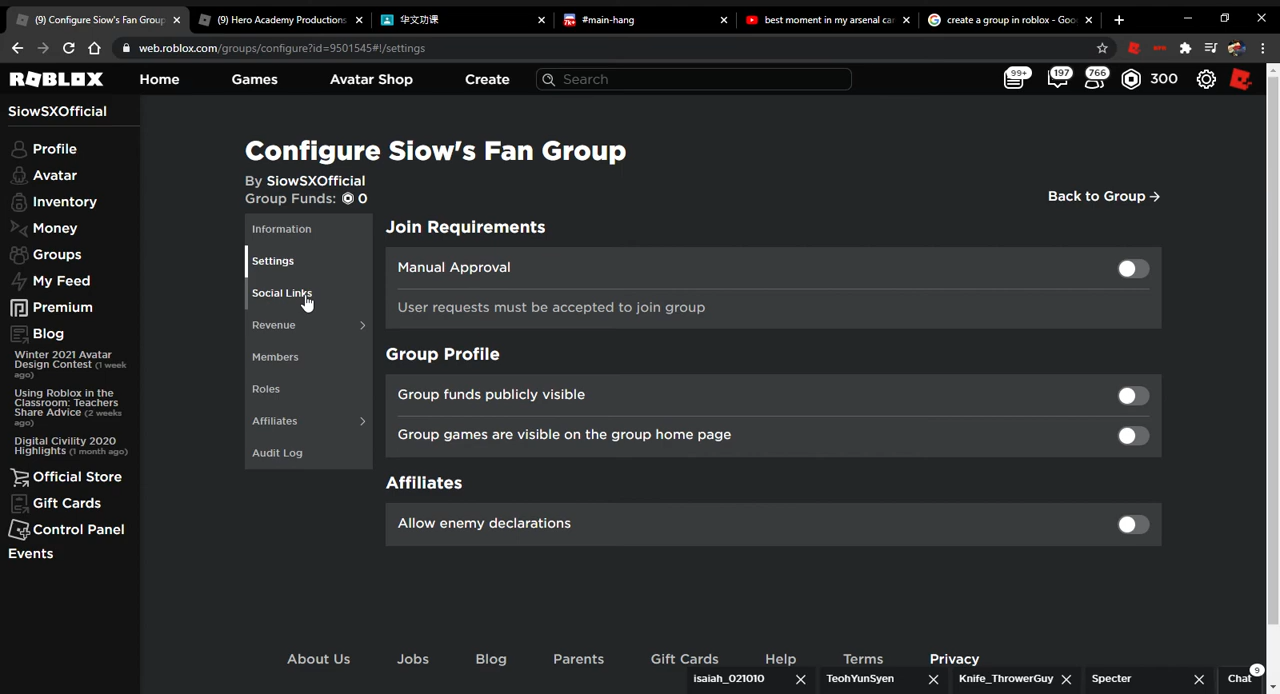 (9) Configure Siow's Fan Group
(9) Hero Academy Productions
华文功课
7k+
#main-hang
best moment in my arsenal car
create a group in roblox - Goo
web.roblox.com/groups/configure?id=9501545#!/settings
ROBLOX
Home
Games
Avatar Shop
Create
Search
99+
197
766
300
SiowSXOfficial
Profile
Avatar
Inventory
Money
Groups
My Feed
Premium
Blog
Winter 2021 Avatar
Design Contest (1 week
ago)
Using Roblox in the
Classroom: Teachers
Share Advice (2 weeks
ago)
Digital Civility 2020
Highlights (1 month ago)
Official Store
Gift Cards
Control Panel
Events
Configure Siow's Fan Group
By SiowSXOfficial
Group Funds: 0
Back to Group
Information
Settings
Social Links
Revenue
Members
Roles
Affiliates
Audit Log
Join Requirements
Manual Approval
User requests must be accepted to join group
Group Profile
Group funds publicly visible
Group games are visible on the group home page
Affiliates
Allow enemy declarations
About Us
Jobs
Blog
Parents
Gift Cards
Help
Terms
Privacy
isaiah_021010
TeohYunSyen
Knife_ThrowerGuy
Specter
Chat
9